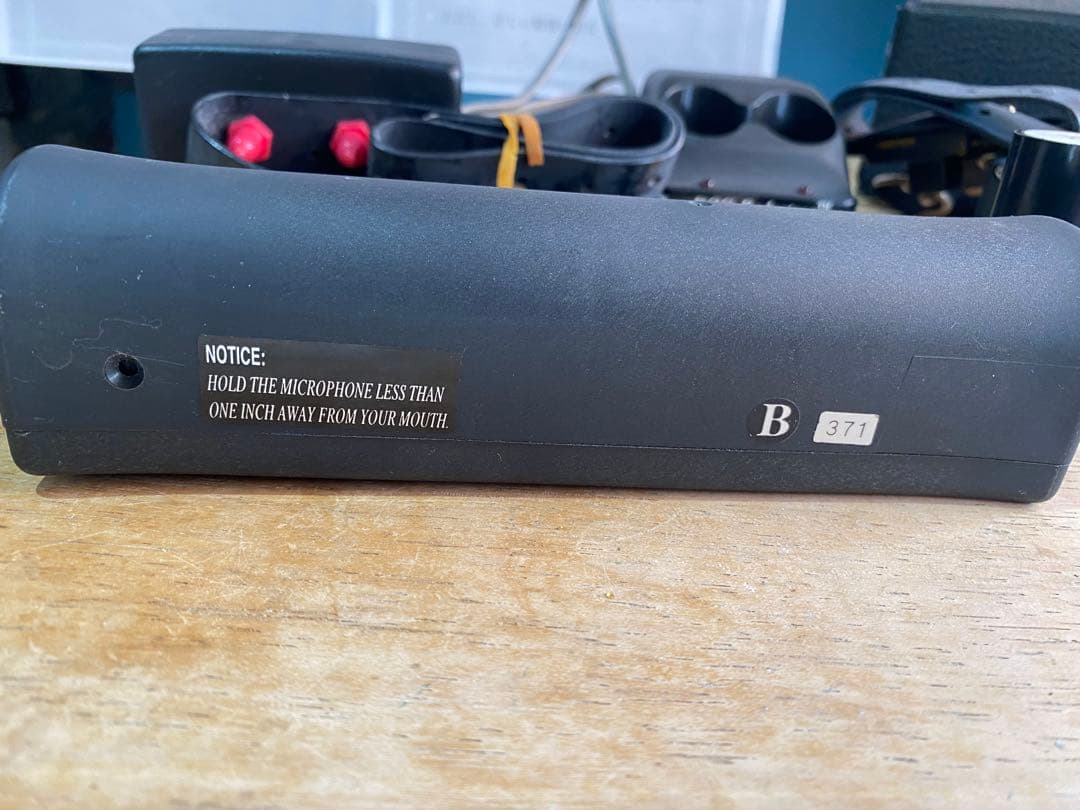 NOTICE:
HOLD THE MICROPHONE LESS THAN
ONE INCH AWAY FROM YOUR MOUTH.
B
371